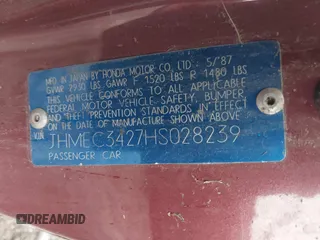 MFD IN JAPAN BY HONDA MOTOR CO., LTD. 5/'87
GVWR 2930 LBS GAWR F 1520 LBS R 1480 LBS
THIS VEHICLE CONFORMS TO ALL APPLICABLE
FEDERAL MOTOR VEHICLE SAFETY, BUMPER,
AND THEFT PREVENTION STANDARDS IN EFFECT
ON THE DATE OF MANUFACTURE SHOWN ABOVE.
V.I.N. JHMEC3427HS028239
PASSENGER CAR
DREAMBID